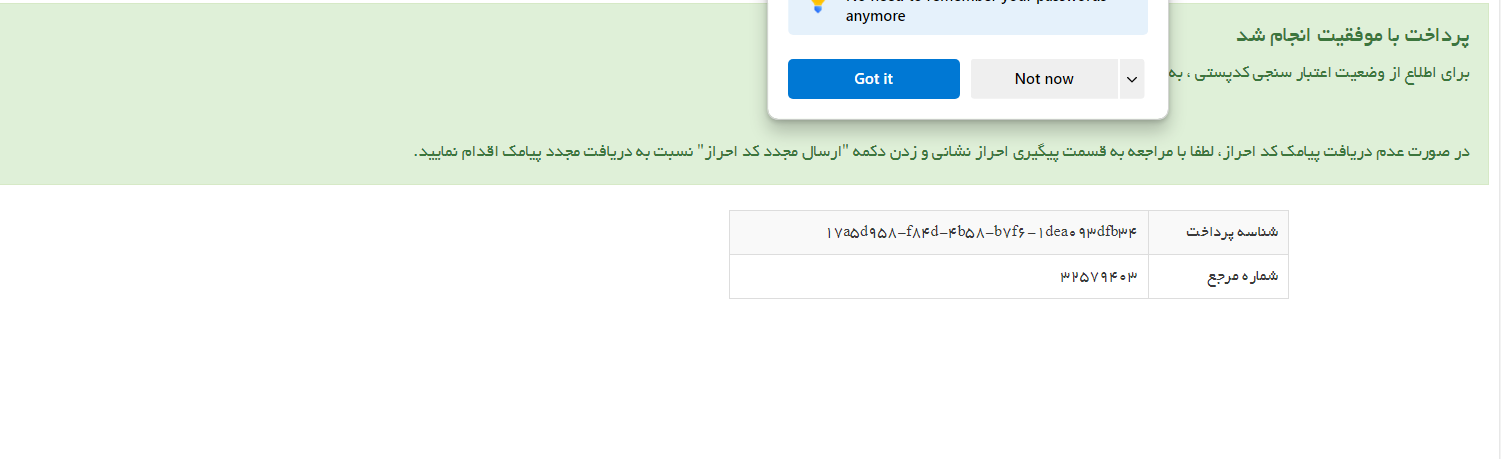 anymore
Got it
Not now
پرداخت با موفقیت انجام شد
برای اطلاع از وضعیت اعتبار سنجی کدپستی ، به
در صورت عدم دریافت پیامک کد احراز، لطفا با مراجعه به قسمت پیگیری احراز نشانی و زدن دکمه "ارسال مجدد کد احراز" نسبت به دریافت مجدد پیامک اقدام نمایید.
شناسه پرداخت ۱۷a۵d۹۵۸-f۸۴d-۴b۵۸-b۷f۶-۱dea۰۹۳dfb۳۴
شماره مرجع ۳۲۵۷۹۴۰۳